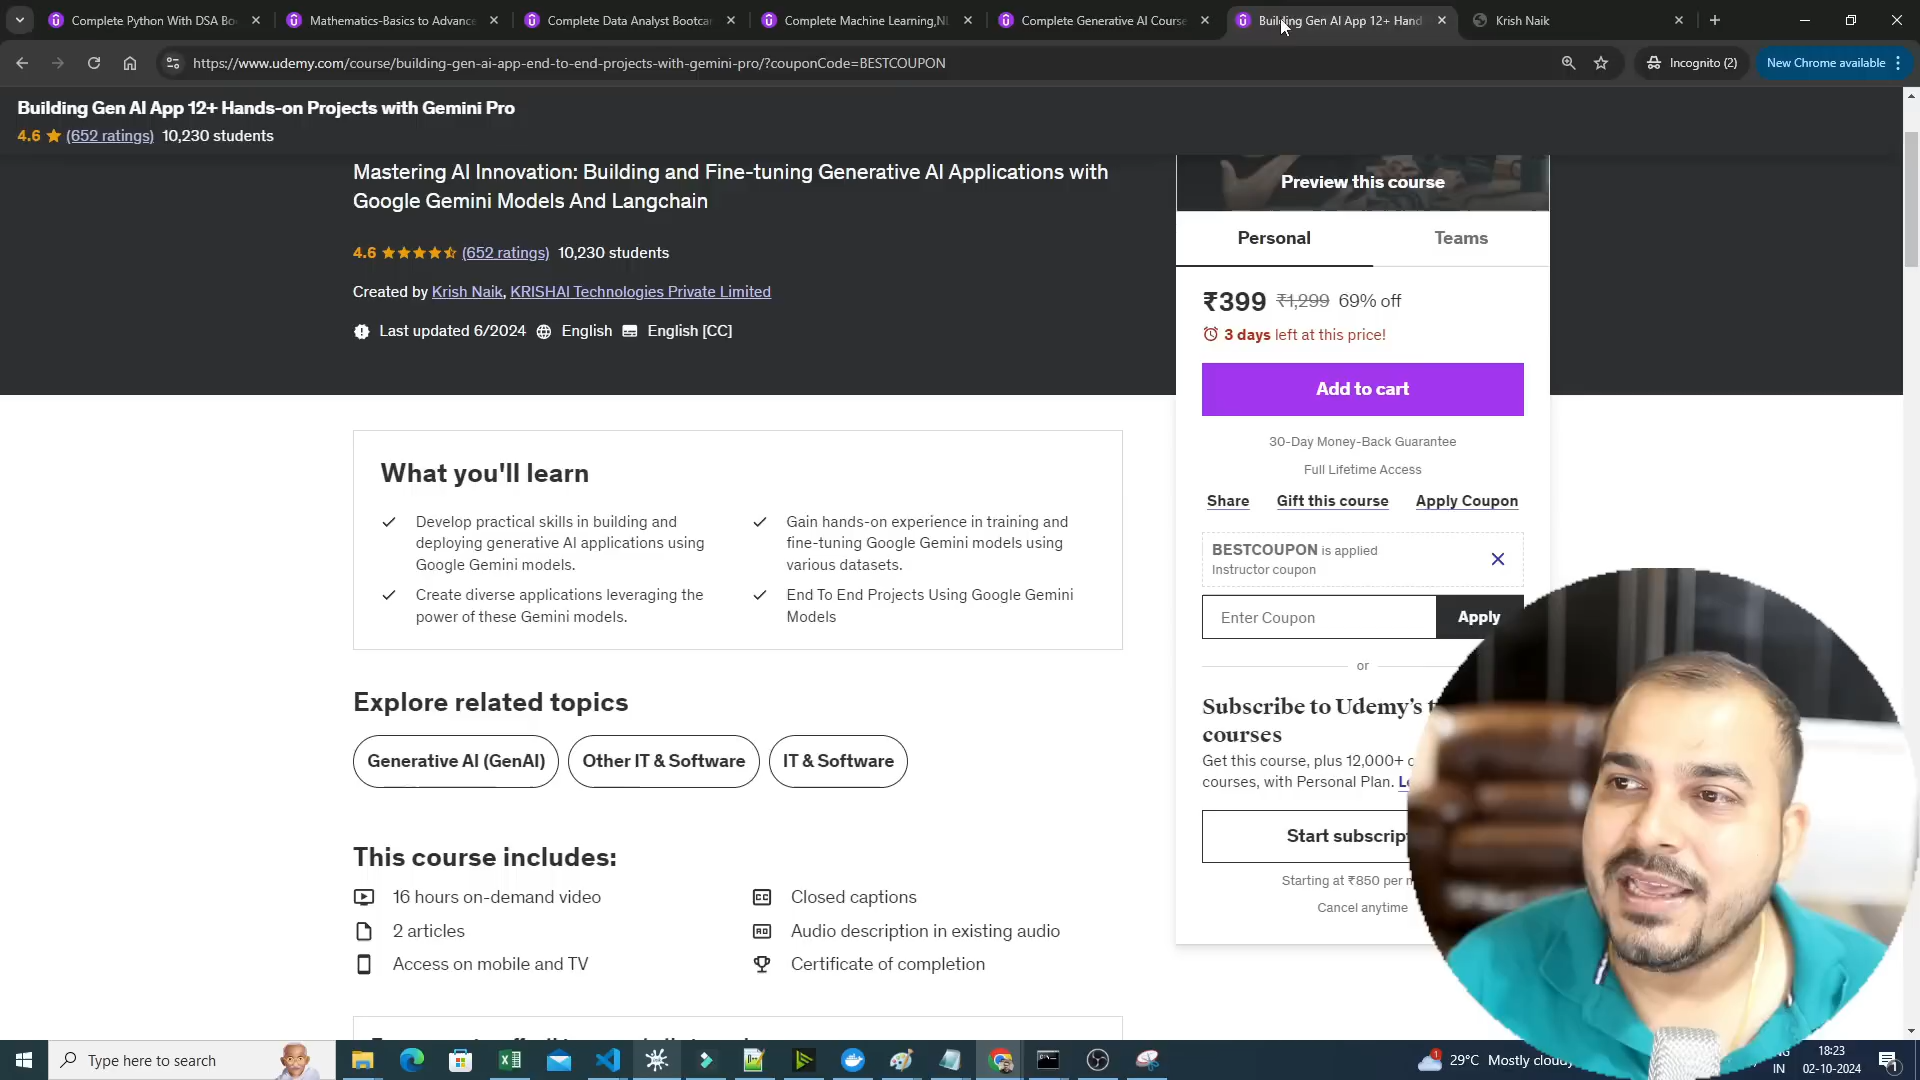 Complete Python With DSA Bo
Mathematics-Basics to Advance
Complete Data Analyst Bootcar
Complete Machine Learning,NL
Complete Generative AI Course
Building Gen AI App 12+ Hand
Krish Naik
https://www.udemy.com/course/building-gen-ai-app-end-to-end-projects-with-gemini-pro/?couponCode=BESTCOUPON
Incognito (2)
New Chrome available
Building Gen AI App 12+ Hands-on Projects with Gemini Pro
4.6 (652 ratings) 10,230 students
Mastering AI Innovation: Building and Fine-tuning Generative AI Applications with
Google Gemini Models And Langchain
4.6 (652 ratings) 10,230 students
Created by Krish Naik, KRISHAI Technologies Private Limited
Last updated 6/2024 English English [CC]
Preview this course
Personal Teams
₹399 ₹1,299 69% off
3 days left at this price!
Add to cart
30-Day Money-Back Guarantee
Full Lifetime Access
Share Gift this course Apply Coupon
BESTCOUPON is applied
Instructor coupon
Enter Coupon Apply
or
Subscribe to Udemy's
courses
Get this course, plus 12,000+
courses, with Personal Plan.
Start
Starting at ₹850 per
Cancel anytime
What you'll learn
Develop practical skills in building and
deploying generative AI applications using
Google Gemini models.
Create diverse applications leveraging the
power of these Gemini models.
Gain hands-on experience in training and
fine-tuning Google Gemini models using
various datasets.
End To End Projects Using Google Gemini
Models
Explore related topics
Generative AI (GenAI) Other IT & Software IT & Software
This course includes:
16 hours on-demand video
2 articles
Access on mobile and TV
Closed captions
Audio description in existing audio
Certificate of completion
Type here to search
29°C Mostly cloudy
IN
18:23
02-10-2024